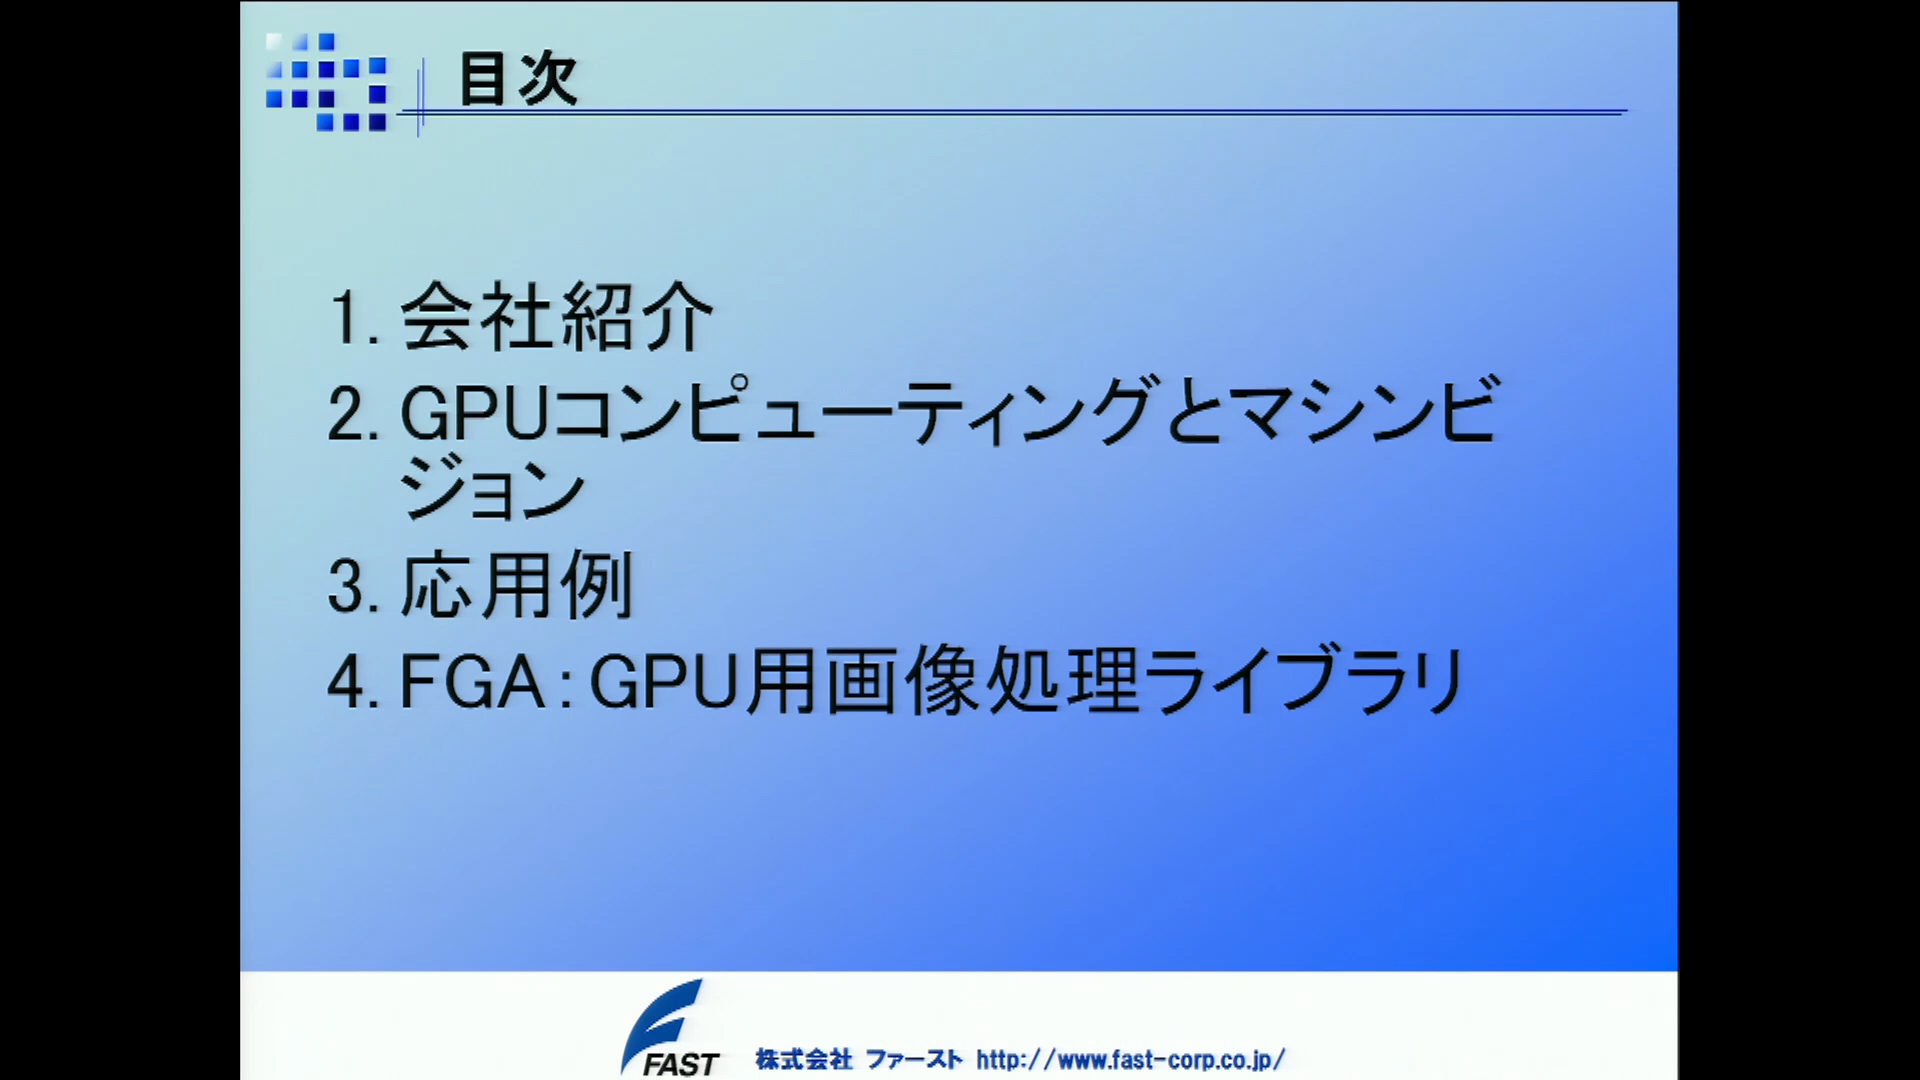 目次
1. 会社紹介
2. GPUコンピューティングとマシンビ
ジョン
3. 応用例
4. FGA：GPU用画像処理ライブラリ
FAST 株式会社 ファースト http://www.fast-corp.co.jp/